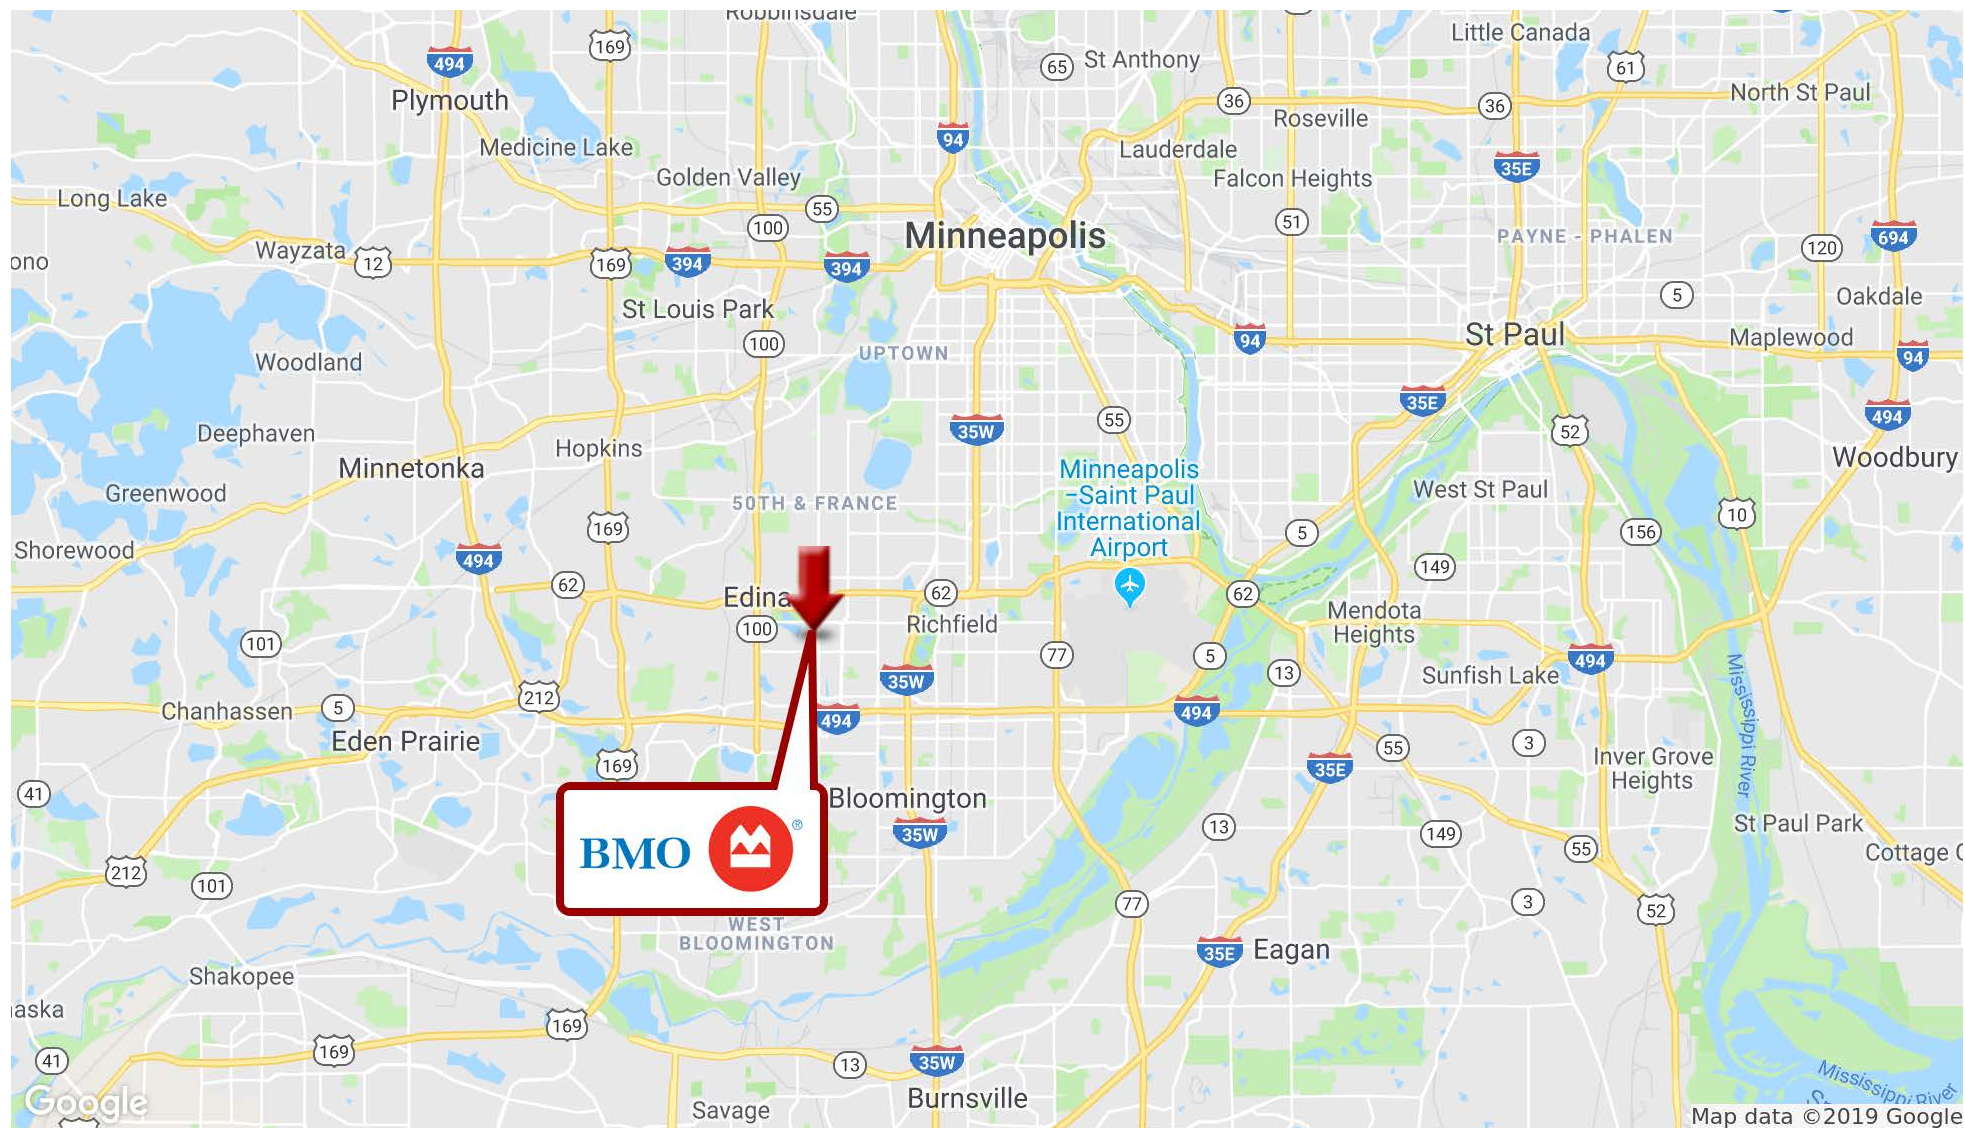 Robbinsdale
Little Canada
169
65
St Anthony
494
61
Plymouth
36
36
North St Paul
Roseville
94
Medicine Lake
Lauderdale
35E
Golden Valley
Falcon Heights
Long Lake
55
100
51
Minneapolis
PAYNE - PHALEN
694
Wayzata
12
169
394
394
120
ono
5
Oakdale
St Louis Park
100
94
St Paul
Maplewood
94
UPTOWN
Woodland
35E
494
55
35W
52
Deephaven
Hopkins
Minnetonka
Woodbury
Minneapolis
-Saint Paul
International
Airport
Greenwood
50TH & FRANCE
West St Paul
10
169
5
156
Shorewood
494
149
62
Edina
62
62
Mendota
Heights
100
Richfield
101
77
5
494
13
Sunfish Lake
35W
212
Chanhassen
5
494
494
Eden Prairie
55
3
Mississippi River
169
35E
Inver Grove
Heights
41
Bloomington
35W
13
149
St Paul Park
BMO ®
55
Cottage G
212
101
77
3
52
WEST
BLOOMINGTON
35E
Eagan
Shakopee
aska
169
169
41
13
35W
Mississippi River
Google
Savage
Burnsville
Map data ©2019 Google